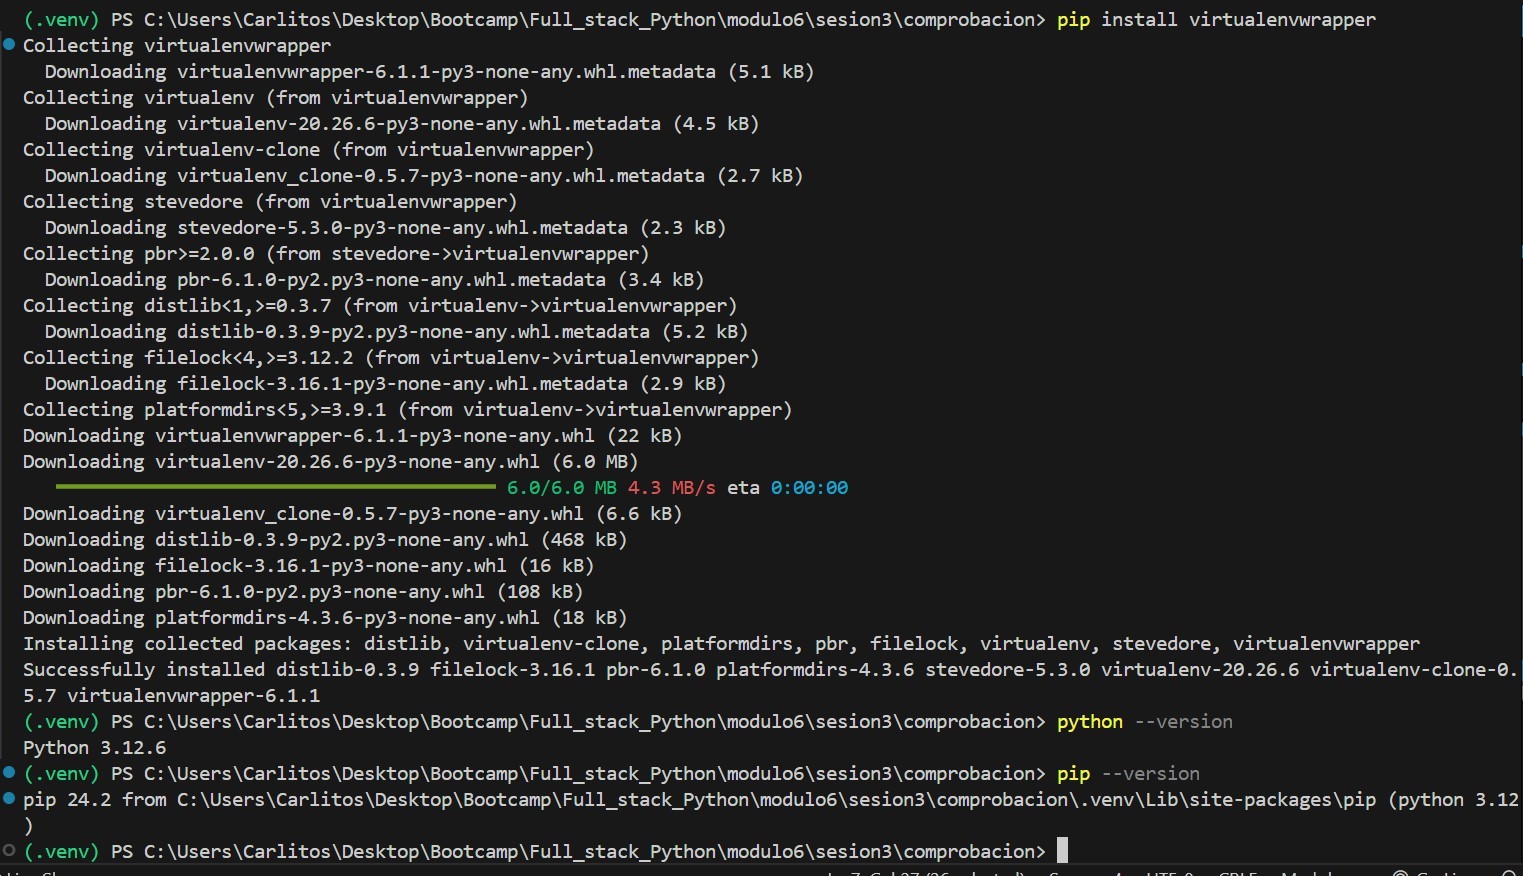 (.venv) PS C:\Users\Carlitos\Desktop\Bootcamp\Full_stack_Python\modulo6\sesion3\comprobacion> pip install virtualenvwrapper
Collecting virtualenvwrapper
  Downloading virtualenvwrapper-6.1.1-py3-none-any.whl.metadata (5.1 kB)
Collecting virtualenv (from virtualenvwrapper)
  Downloading virtualenv-20.26.6-py3-none-any.whl.metadata (4.5 kB)
Collecting virtualenv-clone (from virtualenvwrapper)
  Downloading virtualenv_clone-0.5.7-py3-none-any.whl.metadata (2.7 kB)
Collecting stevedore (from virtualenvwrapper)
  Downloading stevedore-5.3.0-py3-none-any.whl.metadata (2.3 kB)
Collecting pbr>=2.0.0 (from stevedore->virtualenvwrapper)
  Downloading pbr-6.1.0-py2.py3-none-any.whl.metadata (3.4 kB)
Collecting distlib<1,>=0.3.7 (from virtualenv->virtualenvwrapper)
  Downloading distlib-0.3.9-py2.py3-none-any.whl.metadata (5.2 kB)
Collecting filelock<4,>=3.12.2 (from virtualenv->virtualenvwrapper)
  Downloading filelock-3.16.1-py3-none-any.whl.metadata (2.9 kB)
Collecting platformdirs<5,>=3.9.1 (from virtualenv->virtualenvwrapper)
Downloading virtualenvwrapper-6.1.1-py3-none-any.whl (22 kB)
Downloading virtualenv-20.26.6-py3-none-any.whl (6.0 MB)
6.0/6.0 MB 4.3 MB/s eta 0:00:00
Downloading virtualenv_clone-0.5.7-py3-none-any.whl (6.6 kB)
Downloading distlib-0.3.9-py2.py3-none-any.whl (468 kB)
Downloading filelock-3.16.1-py3-none-any.whl (16 kB)
Downloading pbr-6.1.0-py2.py3-none-any.whl (108 kB)
Downloading platformdirs-4.3.6-py3-none-any.whl (18 kB)
Installing collected packages: distlib, virtualenv-clone, platformdirs, pbr, filelock, virtualenv, stevedore, virtualenvwrapper
Successfully installed distlib-0.3.9 filelock-3.16.1 pbr-6.1.0 platformdirs-4.3.6 stevedore-5.3.0 virtualenv-20.26.6 virtualenv-clone-0.
5.7 virtualenvwrapper-6.1.1
(.venv) PS C:\Users\Carlitos\Desktop\Bootcamp\Full_stack_Python\modulo6\sesion3\comprobacion> python --version
Python 3.12.6
(.venv) PS C:\Users\Carlitos\Desktop\Bootcamp\Full_stack_Python\modulo6\sesion3\comprobacion> pip --version
pip 24.2 from C:\Users\Carlitos\Desktop\Bootcamp\Full_stack_Python\modulo6\sesion3\comprobacion\.venv\Lib\site-packages\pip (python 3.12
)
(.venv) PS C:\Users\Carlitos\Desktop\Bootcamp\Full_stack_Python\modulo6\sesion3\comprobacion>